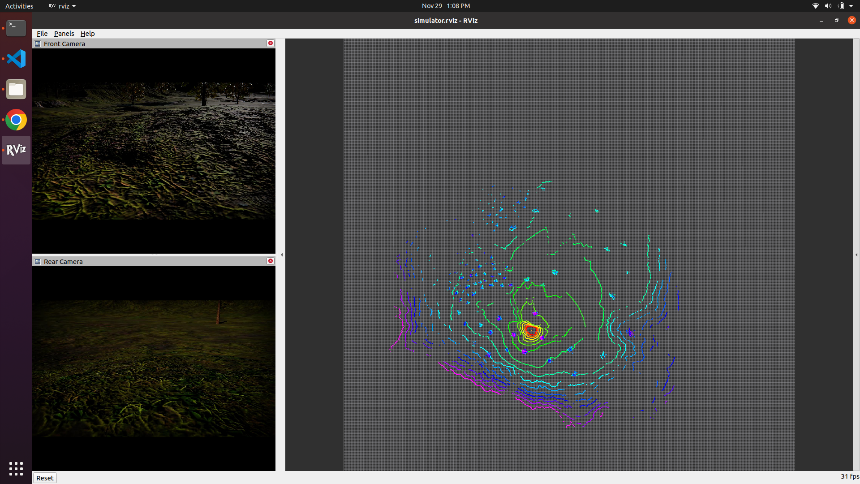 Activities
rviz
Nov 29 1:08 PM
simulator.rviz - RViz
File Panels Help
Front Camera
RViz
Rear Camera
Reset
31 fps